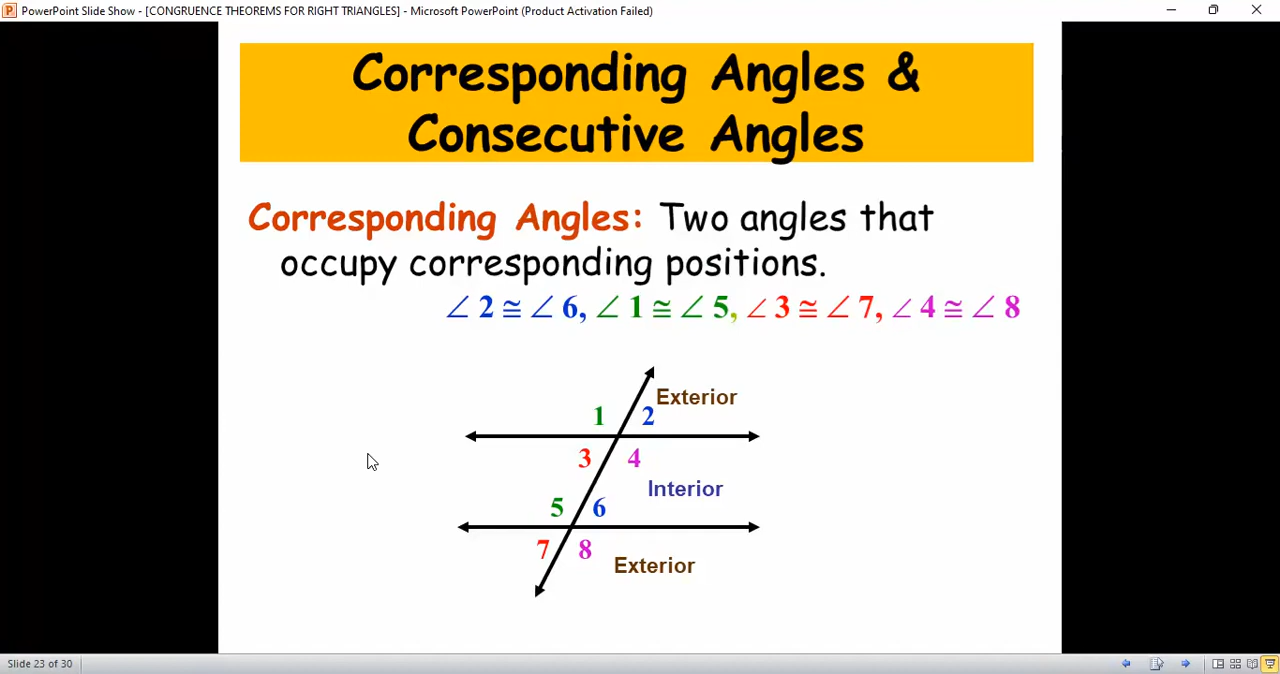 PowerPoint Slide Show - [CONGRUENCE THEOREMS FOR RIGHT TRIANGLES] - Microsoft PowerPoint (Product Activation Failed)
Corresponding Angles &
Consecutive Angles
Corresponding Angles: Two angles that
occupy corresponding positions.
∠ 2 ≅ ∠ 6, ∠ 1 ≅ ∠ 5, ∠ 3 ≅ ∠ 7, ∠ 4 ≅ ∠ 8
Exterior
1 2
3 4
Interior
5 6
7 8
Exterior
Slide 23 of 30